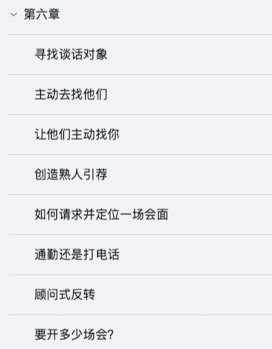 第六章
寻找谈话对象
主动去找他们
让他们主动找你
创造熟人引荐
如何请求并定位一场会面
通勤还是打电话
顾问式反转
要开多少场会?